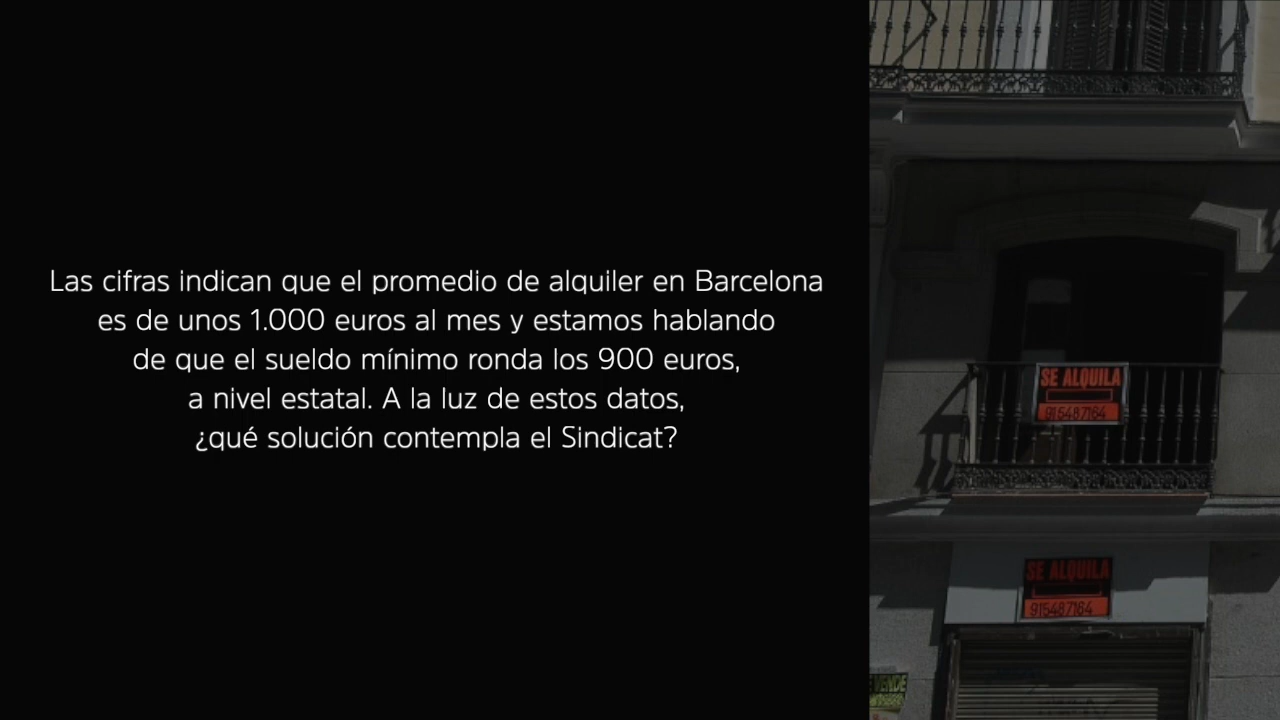 Las cifras indican que el promedio de alquiler en Barcelona
es de unos 1.000 euros al mes y estamos hablando
de que el sueldo mínimo ronda los 900 euros,
a nivel estatal. A la luz de estos datos,
¿qué solución contempla el Sindicat?
SE ALQUILA
915487164
SE ALQUILA
915487164
VENDE